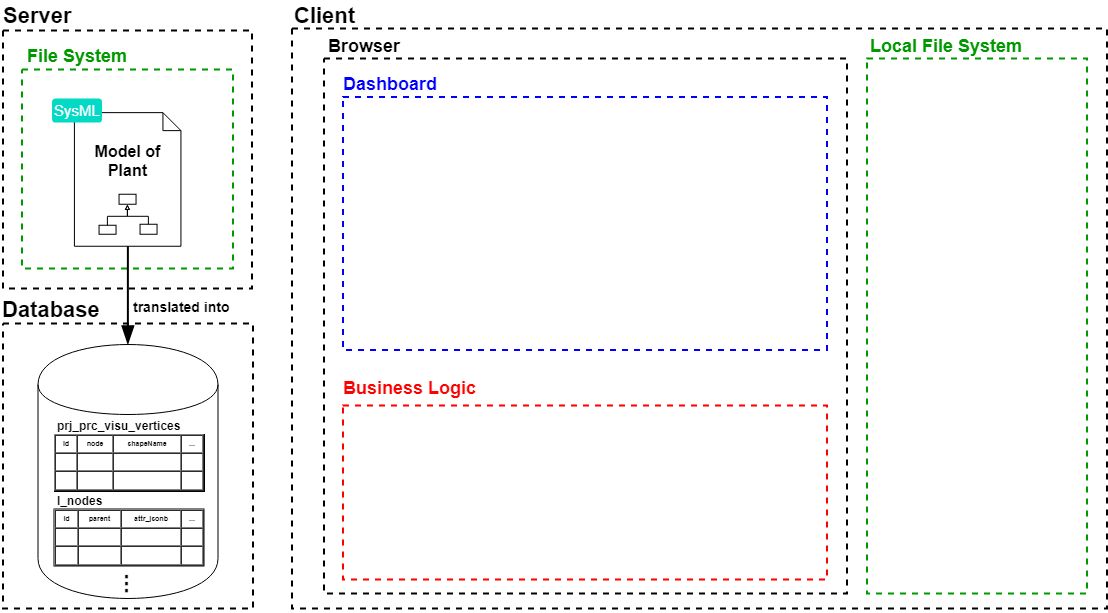 Server
File System
SysML
Model of
Plant
translated into
Database
prj_prc_visu_vertices
id node shapeName ...
l_nodes
id parent attr_jsonb ...
Client
Browser
Dashboard
Business Logic
Local File System